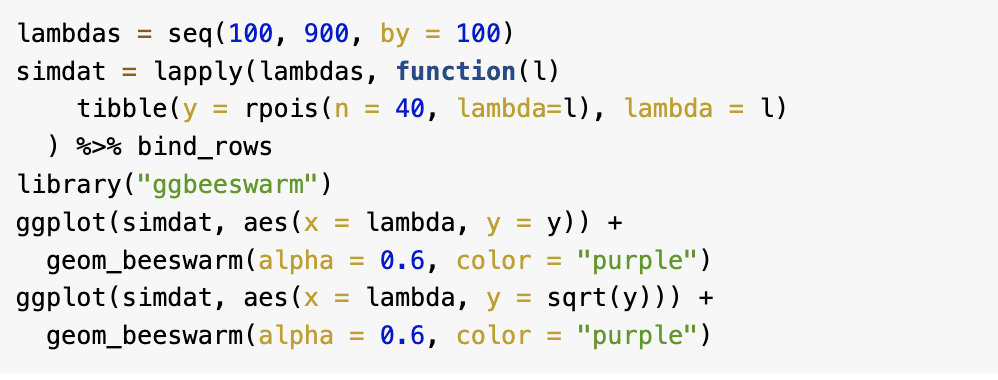 lambdas = seq(100, 900, by = 100)
simdat = lapply(lambdas, function(l)
    tibble(y = rpois(n = 40, lambda=l), lambda = l)
  ) %>% bind_rows
library("ggbeeswarm")
ggplot(simdat, aes(x = lambda, y = y)) +
  geom_beeswarm(alpha = 0.6, color = "purple")
ggplot(simdat, aes(x = lambda, y = sqrt(y))) +
  geom_beeswarm(alpha = 0.6, color = "purple")